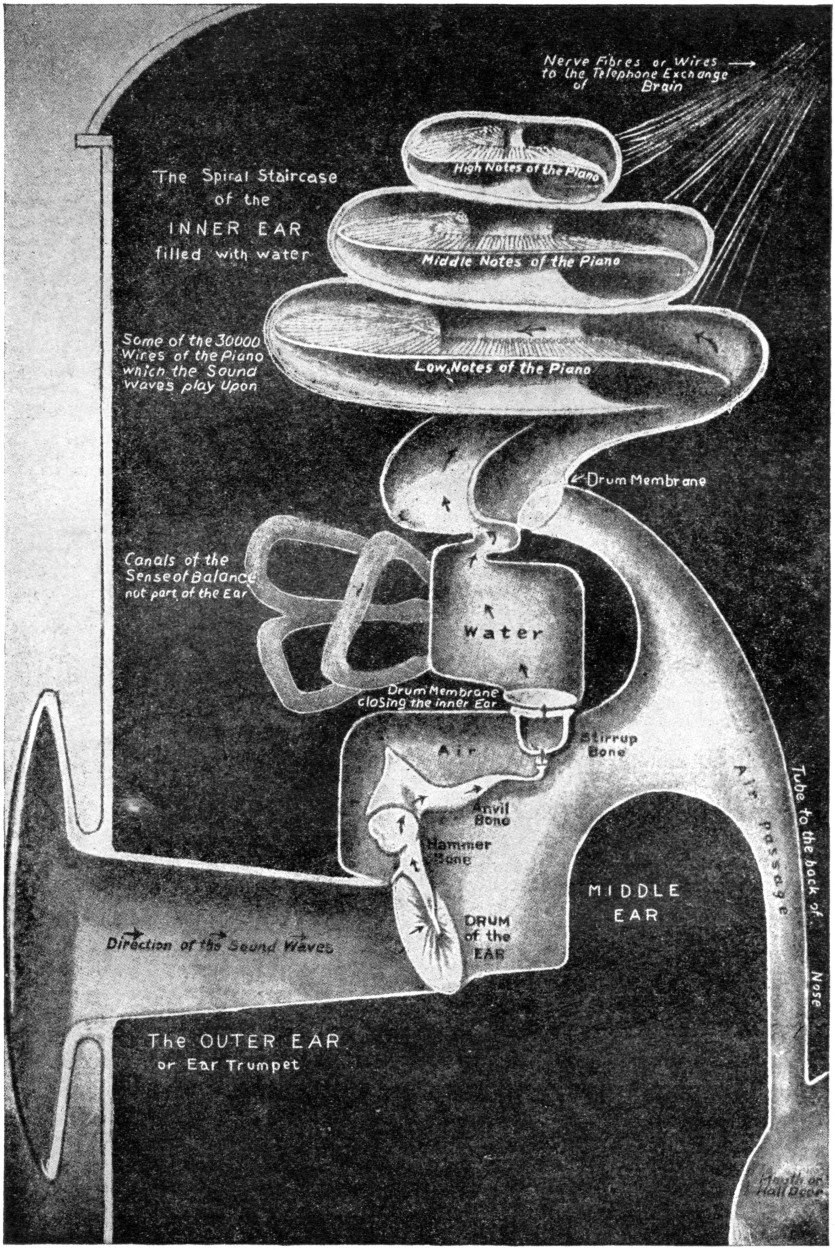 Nerve Fibres or Wires
to the Telephone Exchange
of Brain
The Spiral Staircase
of the
INNER EAR
filled with water
High Notes of the Piano
Middle Notes of the Piano
Some of the 30000
Wires of the Piano
which the Sound
Waves play upon
Low Notes of the Piano
Drum Membrane
Canals of the
Sense of Balance
not part of the Ear
Water
Drum Membrane
closing the inner Ear
Air
Stirrup
Bone
Anvil
Bone
Hammer
Bone
Air Passage
Tube to the back of
Nose
MIDDLE
EAR
DRUM
of the
EAR
Direction of the Sound Waves
The OUTER EAR
or Ear Trumpet
Mouth or
Hall Door